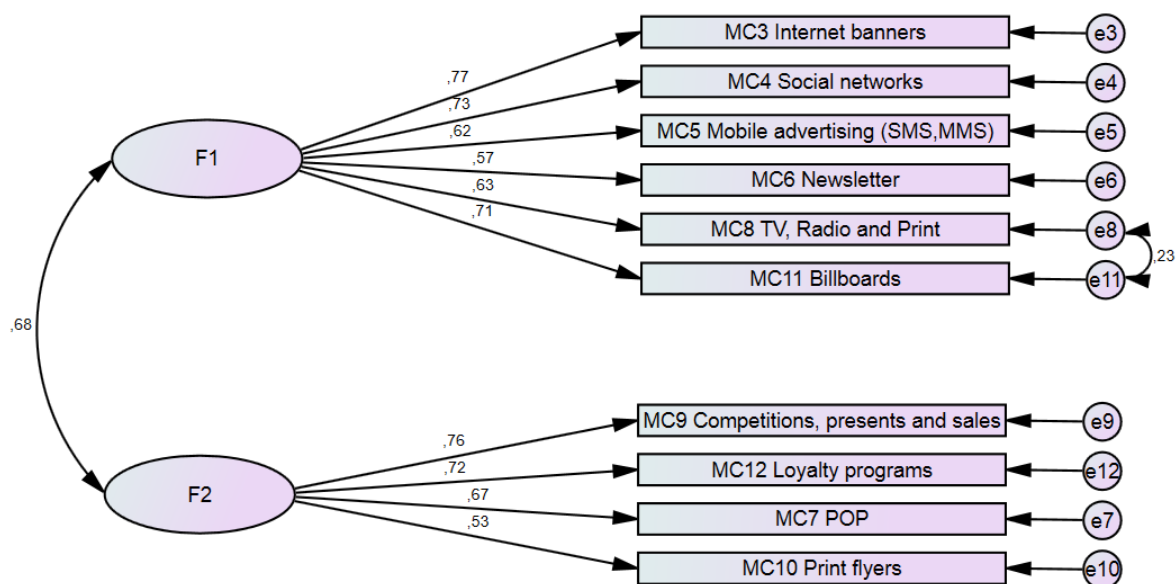 MC3 Internet banners
e3
,77
MC4 Social networks
e4
,73
MC5 Mobile advertising (SMS,MMS)
e5
,62
F1
,57
MC6 Newsletter
e6
,63
MC8 TV, Radio and Print
e8
,71
,23
MC11 Billboards
e11
,68
MC9 Competitions, presents and sales
e9
,76
MC12 Loyalty programs
e12
,72
F2
,67
MC7 POP
e7
,53
MC10 Print flyers
e10